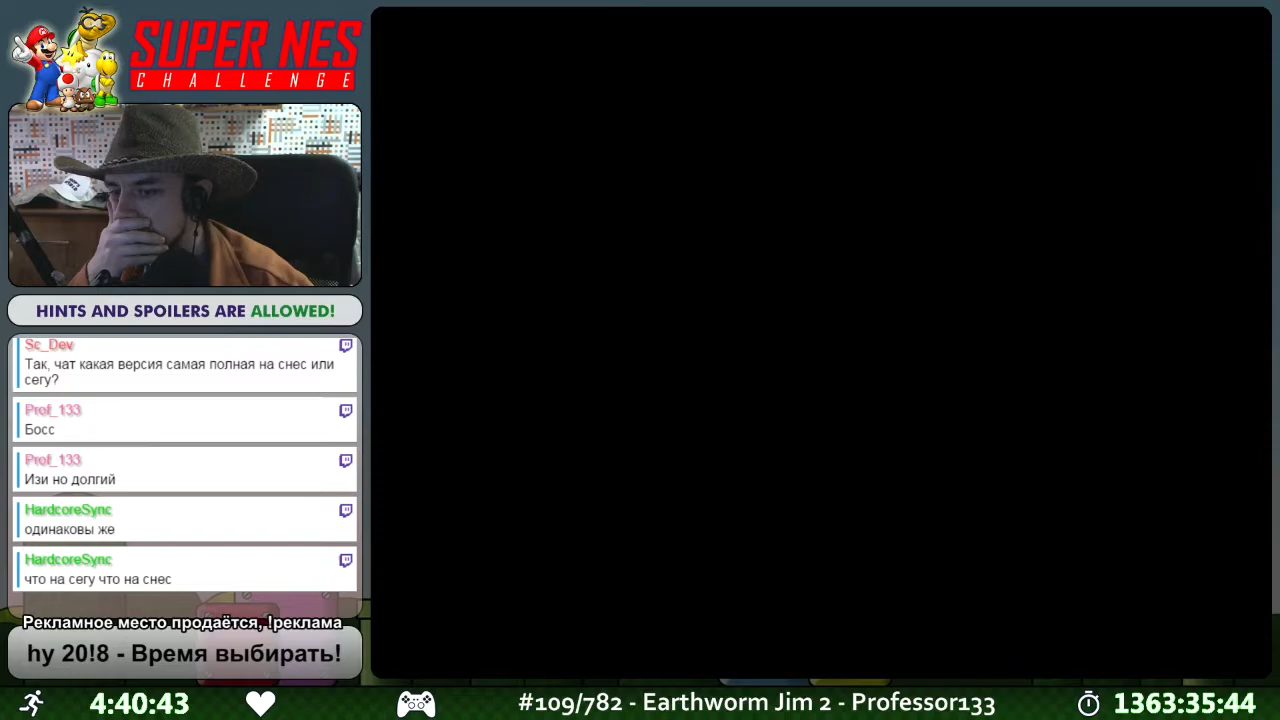 SUPER NES
CHALLENGE
HINTS AND SPOILERS ARE ALLOWED!
Sc_Dev
Так, чат какая версия самая полная на снес или
сегу?
Prof_133
Босс
Prof_133
Изи но долгий
HardcoreSync
одинаковы же
HardcoreSync
что на сегу что на снес
Рекламное место продаётся, !реклама
hy 20!8 - Время выбирать!
4:40:43
#109/782 - Earthworm Jim 2 - Professor133
1363:35:44